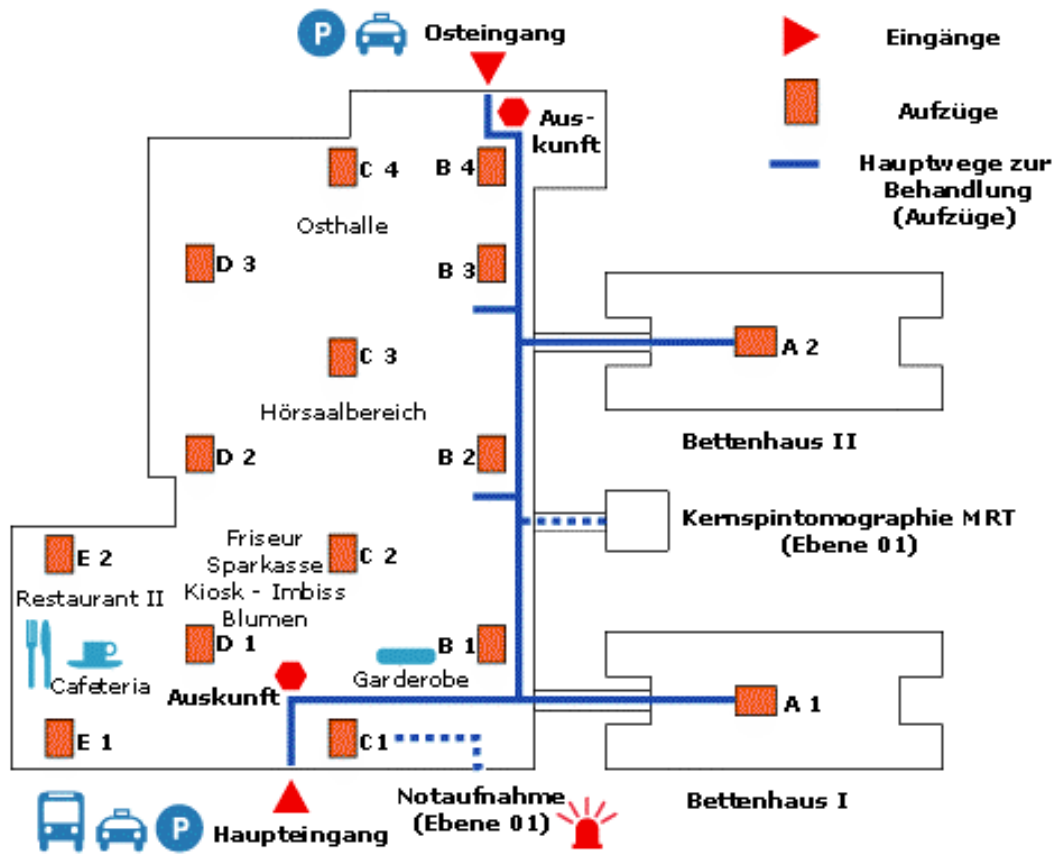 P
Osteingang
Eingänge
Aus-
kunft
Aufzüge
C 4
B 4
Hauptwege zur
Behandlung
(Aufzüge)
Osthalle
D 3
B 3
C 3
A 2
Hörsaalbereich
Bettenhaus II
D 2
B 2
Kernspintomographie MRT
(Ebene 01)
E 2
Friseur
Sparkasse
Kiosk - Imbiss
Blumen
C 2
Restaurant II
D 1
B 1
Cafeteria
Auskunft
Garderobe
A 1
E 1
C1
Notaufnahme
(Ebene 01)
Bettenhaus I
P
Haupteingang